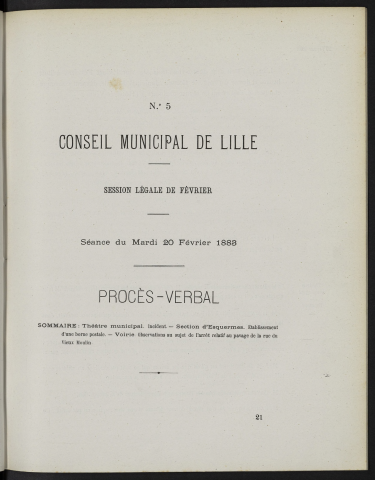 N.º 5
CONSEIL MUNICIPAL DE LILLE
SESSION LÉGALE DE FÉVRIER
Séance du Mardi 20 Février 1883
PROCÈS-VERBAL
SOMMAIRE : Théâtre municipal. Incident. — Section d'Esquermes. Etablissement
d'une borne postale. — Voirie. Observations au sujet de l'arrêt relatif au pavage de la rue du
Vieux Moulin.
21